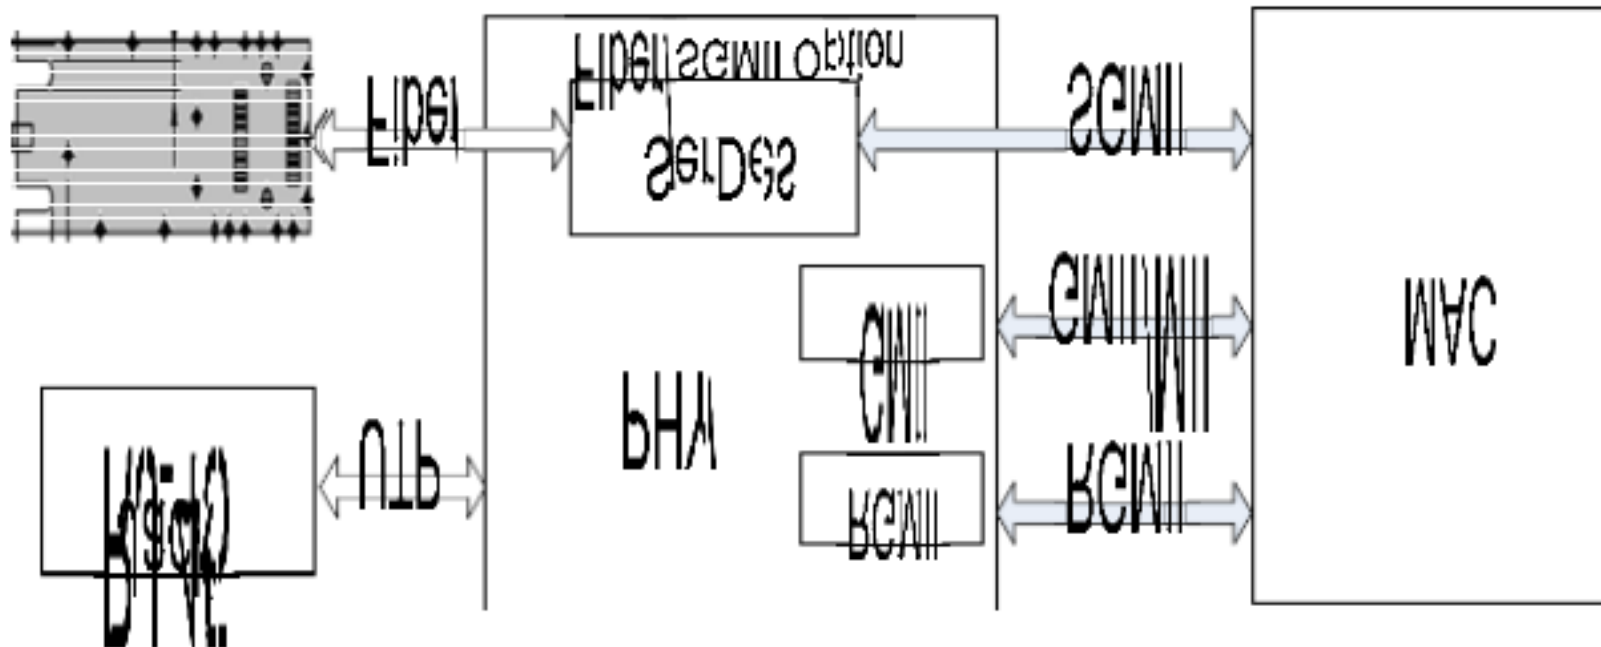 Fiber/SGMII Option
Fiber
SerDes
SGMII
GMII
GMII/MII
MAC
PHY
UTP
RGMII
RGMII